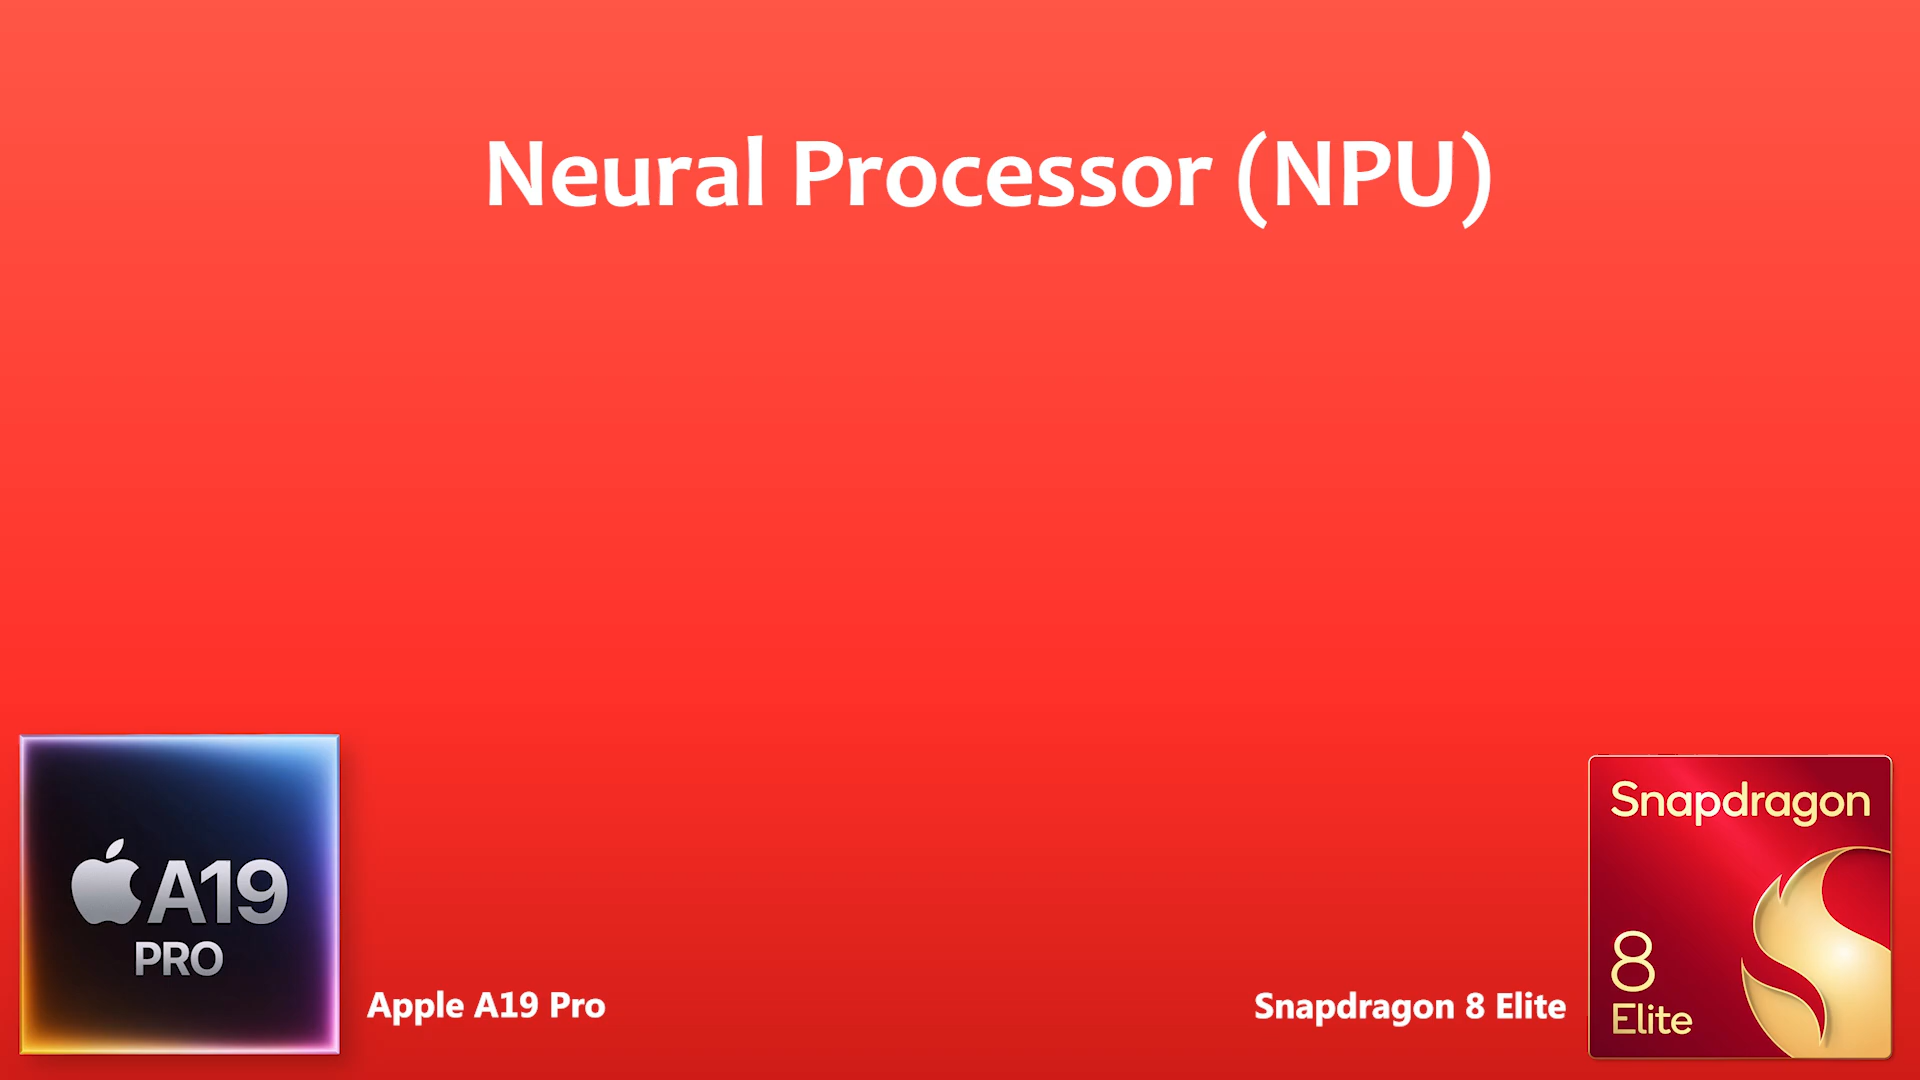 Neural Processor (NPU)
A19
PRO
Apple A19 Pro
Snapdragon 8 Elite
Snapdragon
8
Elite